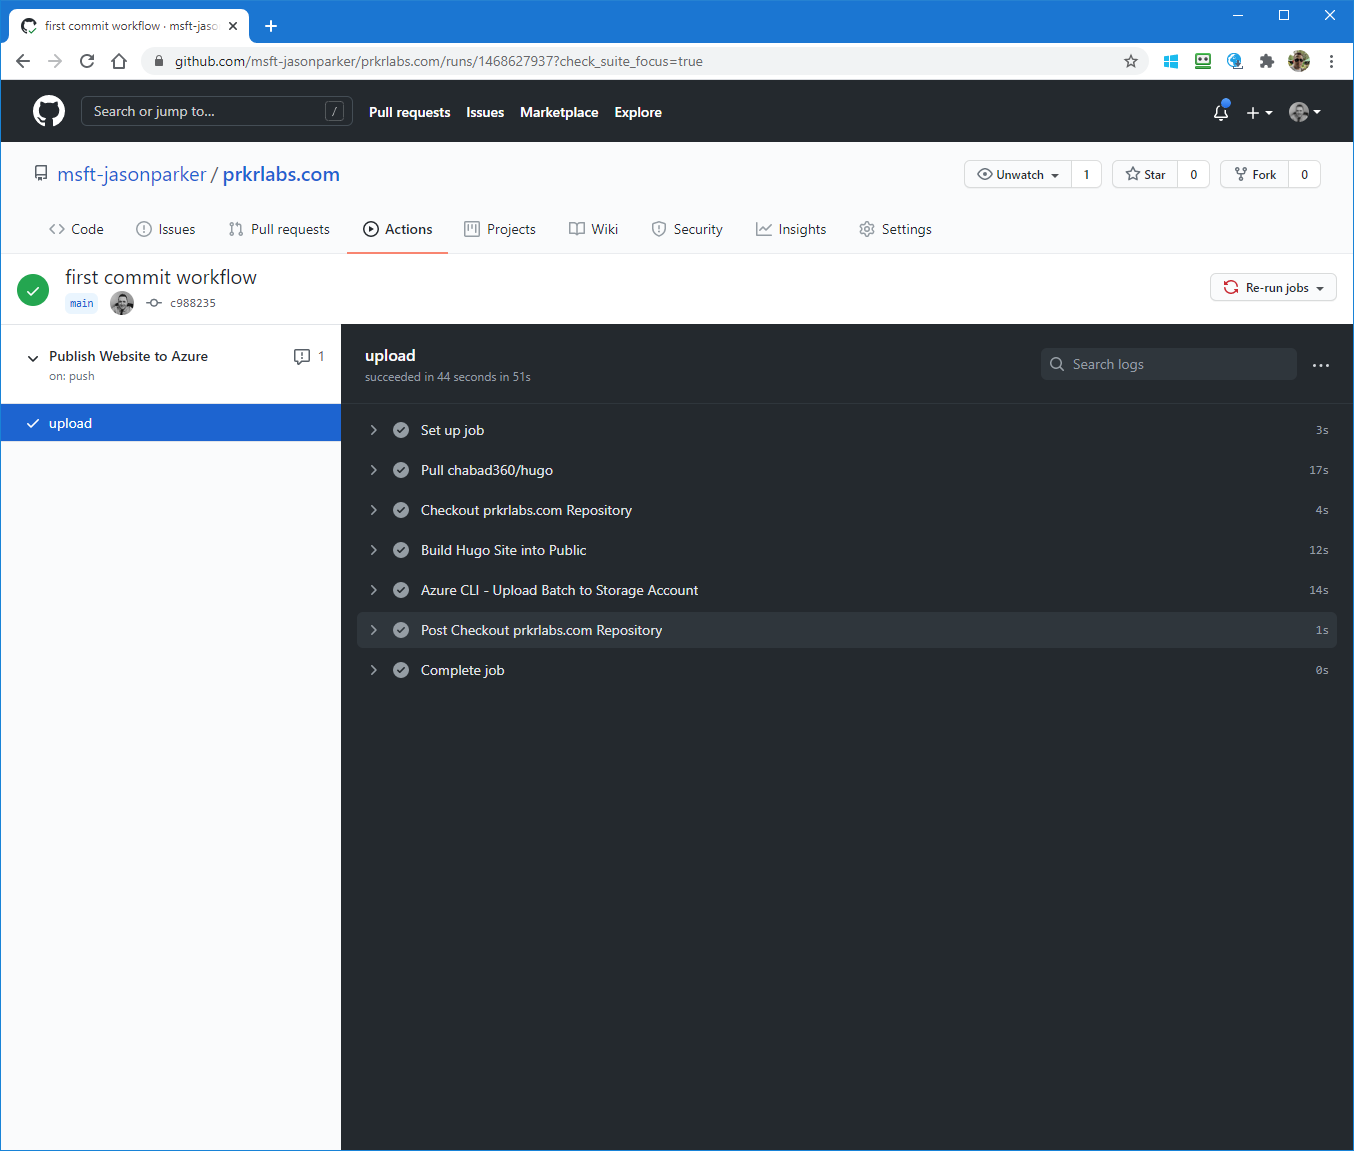 first commit workflow · msft-jaso
github.com/msft-jasonparker/prkrlabs.com/runs/1468627937?check_suite_focus=true
Search or jump to... /
Pull requests Issues Marketplace Explore
msft-jasonparker / prkrlabs.com
Unwatch 1 Star 0 Fork 0
Code Issues Pull requests Actions Projects Wiki Security Insights Settings
first commit workflow
main c988235
Re-run jobs
Publish Website to Azure 1
on: push
upload
upload
succeeded in 44 seconds in 51s
Search logs
Set up job 3s
Pull chabad360/hugo 17s
Checkout prkrlabs.com Repository 4s
Build Hugo Site into Public 12s
Azure CLI - Upload Batch to Storage Account 14s
Post Checkout prkrlabs.com Repository 1s
Complete job 0s